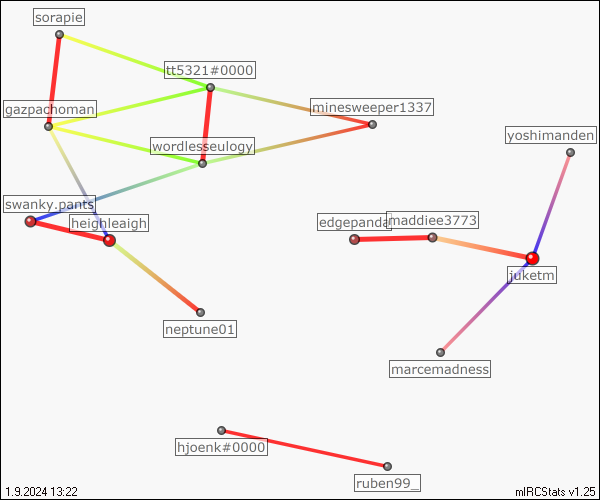 sorapie
tt5321#0000
gazpachoman
minesweeper1337
yoshimanden
wordlesseulogy
swanky.pants
heighleaigh
edgepanda
maddiee3773
juketm
neptune01
marcemadness
hjoenk#0000
ruben99_
1.9.2024 13:22
mIRCStats v1.25